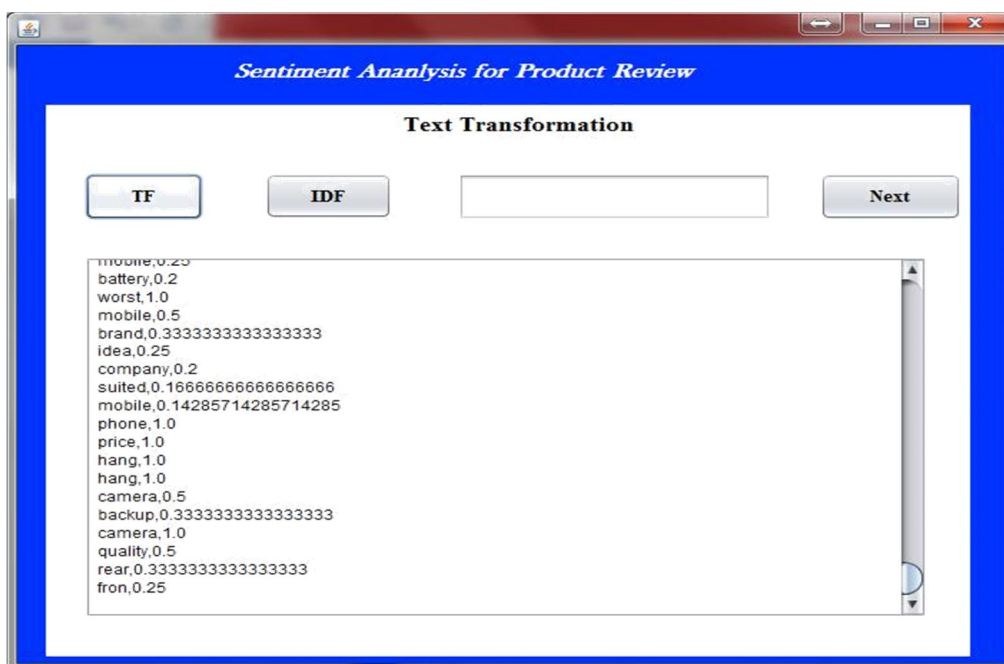 Sentiment Ananlysis for Product Review
Text Transformation
TF IDF Next
mobile,0.25
battery,0.2
worst,1.0
mobile,0.5
brand,0.3333333333333333
idea,0.25
company,0.2
suited,0.16666666666666666
mobile,0.14285714285714285
phone,1.0
price,1.0
hang,1.0
hang,1.0
camera,0.5
backup,0.3333333333333333
camera,1.0
quality,0.5
rear,0.3333333333333333
fron,0.25